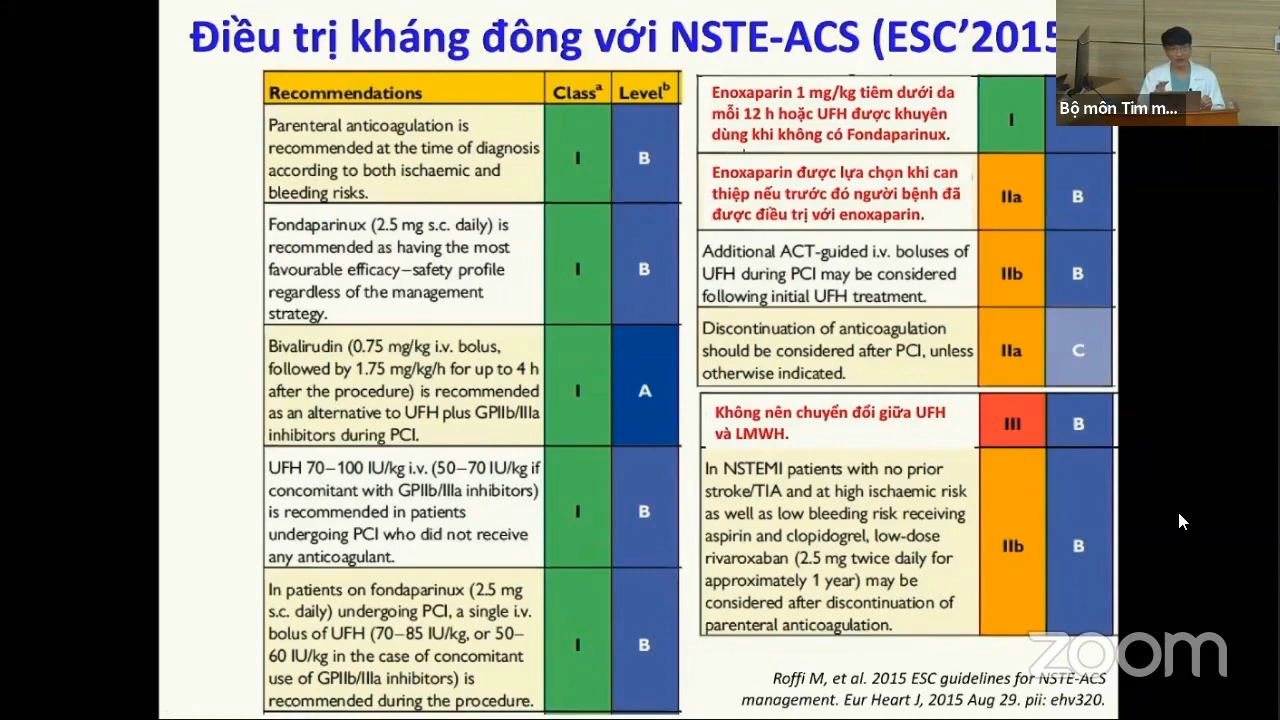 Điều trị kháng đông với NSTE-ACS (ESC’2015
Recommendations Classᵃ Levelᵇ
Parenteral anticoagulation is
recommended at the time of diagnosis
according to both ischaemic and
bleeding risks.
I B
Fondaparinux (2.5 mg s.c. daily) is
recommended as having the most
favourable efficacy–safety profile
regardless of the management
strategy.
I B
Bivalirudin (0.75 mg/kg i.v. bolus,
followed by 1.75 mg/kg/h for up to 4 h
after the procedure) is recommended
as an alternative to UFH plus GPIIb/IIIa
inhibitors during PCI.
I A
UFH 70–100 IU/kg i.v. (50–70 IU/kg if
concomitant with GPIIb/IIIa inhibitors)
is recommended in patients
undergoing PCI who did not receive
any anticoagulant.
I B
In patients on fondaparinux (2.5 mg
s.c. daily) undergoing PCI, a single i.v.
bolus of UFH (70–85 IU/kg, or 50–
60 IU/kg in the case of concomitant
use of GPIIb/IIIa inhibitors) is
recommended during the procedure.
I B
Enoxaparin 1 mg/kg tiêm dưới da
mỗi 12 h hoặc UFH được khuyên
dùng khi không có Fondaparinux.
I
Enoxaparin được lựa chọn khi can
thiệp nếu trước đó người bệnh đã
được điều trị với enoxaparin.
IIa B
Additional ACT-guided i.v. boluses of
UFH during PCI may be considered
following initial UFH treatment.
IIb B
Discontinuation of anticoagulation
should be considered after PCI, unless
otherwise indicated.
IIa C
Không nên chuyển đổi giữa UFH
và LMWH.
III B
In NSTEMI patients with no prior
stroke/TIA and at high ischaemic risk
as well as low bleeding risk receiving
aspirin and clopidogrel, low-dose
rivaroxaban (2.5 mg twice daily for
approximately 1 year) may be
considered after discontinuation of
parenteral anticoagulation.
IIb B
Roffi M, et al. 2015 ESC guidelines for NSTE-ACS
management. Eur Heart J, 2015 Aug 29. pii: ehv320.
Bộ môn Tim m...
zoom